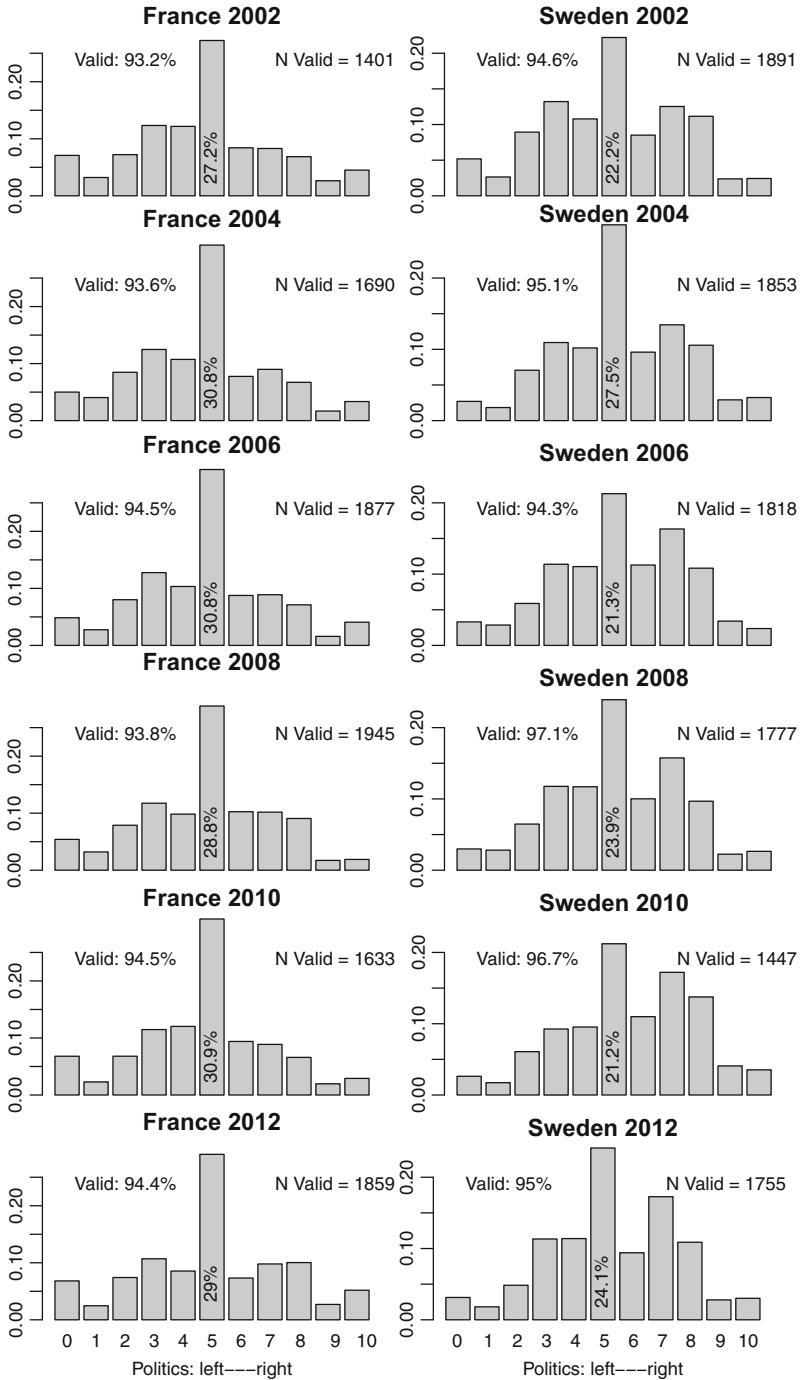 France 2002
Valid: 93.2%
N Valid = 1401
0.20
0.10
0.00
27.2%
Sweden 2002
Valid: 94.6%
N Valid = 1891
0.20
0.10
0.00
22.2%
France 2004
Valid: 93.6%
N Valid = 1690
0.20
0.10
0.00
30.8%
Sweden 2004
Valid: 95.1%
N Valid = 1853
0.20
0.10
0.00
27.5%
France 2006
Valid: 94.5%
N Valid = 1877
0.20
0.10
0.00
30.8%
Sweden 2006
Valid: 94.3%
N Valid = 1818
0.20
0.10
0.00
21.3%
France 2008
Valid: 93.8%
N Valid = 1945
0.20
0.10
0.00
28.8%
Sweden 2008
Valid: 97.1%
N Valid = 1777
0.20
0.10
0.00
23.9%
France 2010
Valid: 94.5%
N Valid = 1633
0.20
0.10
0.00
30.9%
Sweden 2010
Valid: 96.7%
N Valid = 1447
0.20
0.10
0.00
21.2%
France 2012
Valid: 94.4%
N Valid = 1859
0.20
0.10
0.00
29%
0 1 2 3 4 5 6 7 8 9 10
Politics: left−−−right
Sweden 2012
Valid: 95%
N Valid = 1755
0.20
0.10
0.00
24.1%
0 1 2 3 4 5 6 7 8 9 10
Politics: left−−−right